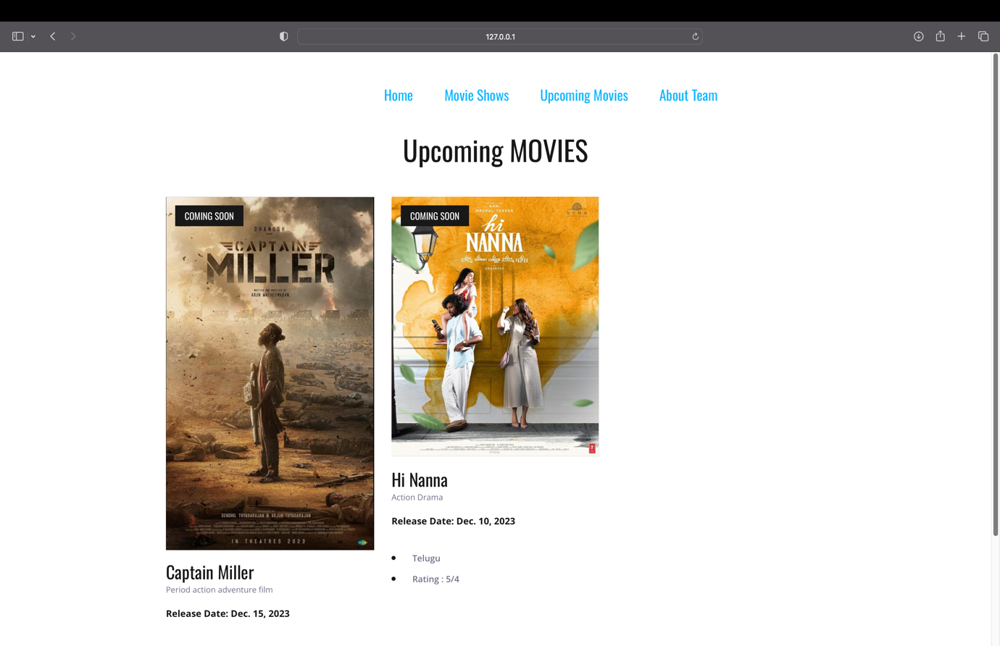 127.0.0.1
Home
Movie Shows
Upcoming Movies
About Team
Upcoming MOVIES
COMING SOON
DHANUSH
CAPTAIN
MILLER
WRITTEN AND DIRECTED BY
ARUN MATHESWARAN
SENDHIL THYAGARAJAN & ARJUN THYAGARAJAN
IN THEATRES 2023
Captain Miller
Period action adventure film
Release Date: Dec. 15, 2023
COMING SOON
NANI
MRUNAL THAKUR
VYRA
hi
NANNA
SHOURYUV
Hi Nanna
Action Drama
Release Date: Dec. 10, 2023
Telugu
Rating : 5/4